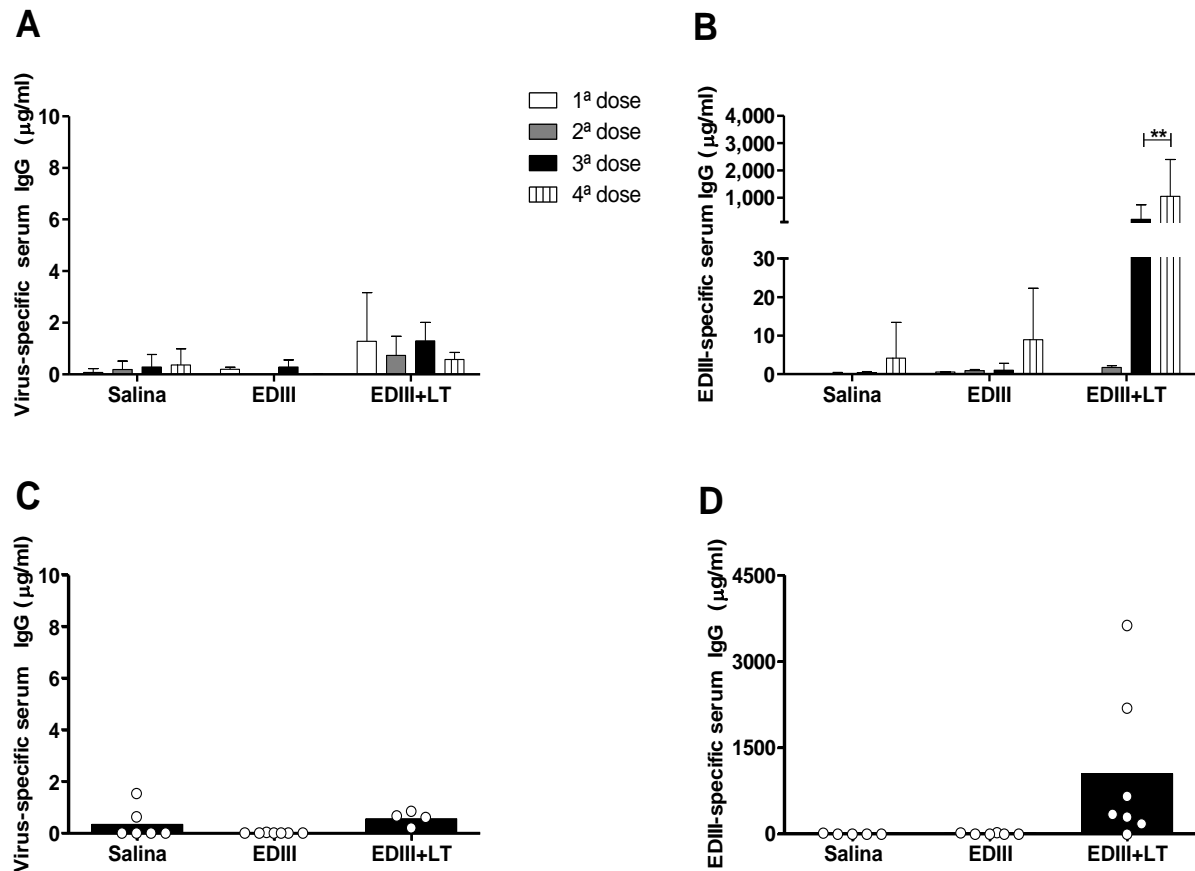 A
Virus-specific serum IgG (µg/ml)
10
8
6
4
2
0
Salina EDIII EDIII+LT
1ª dose
2ª dose
3ª dose
4ª dose
B
EDIII-specific serum IgG (µg/ml)
4,000
3,000
2,000
1,000
30
20
10
0
**
Salina EDIII EDIII+LT
C
Virus-specific serum IgG (µg/ml)
10
8
6
4
2
0
Salina EDIII EDIII+LT
D
EDIII-specific serum IgG (µg/ml)
4500
3000
1500
0
Salina EDIII EDIII+LT